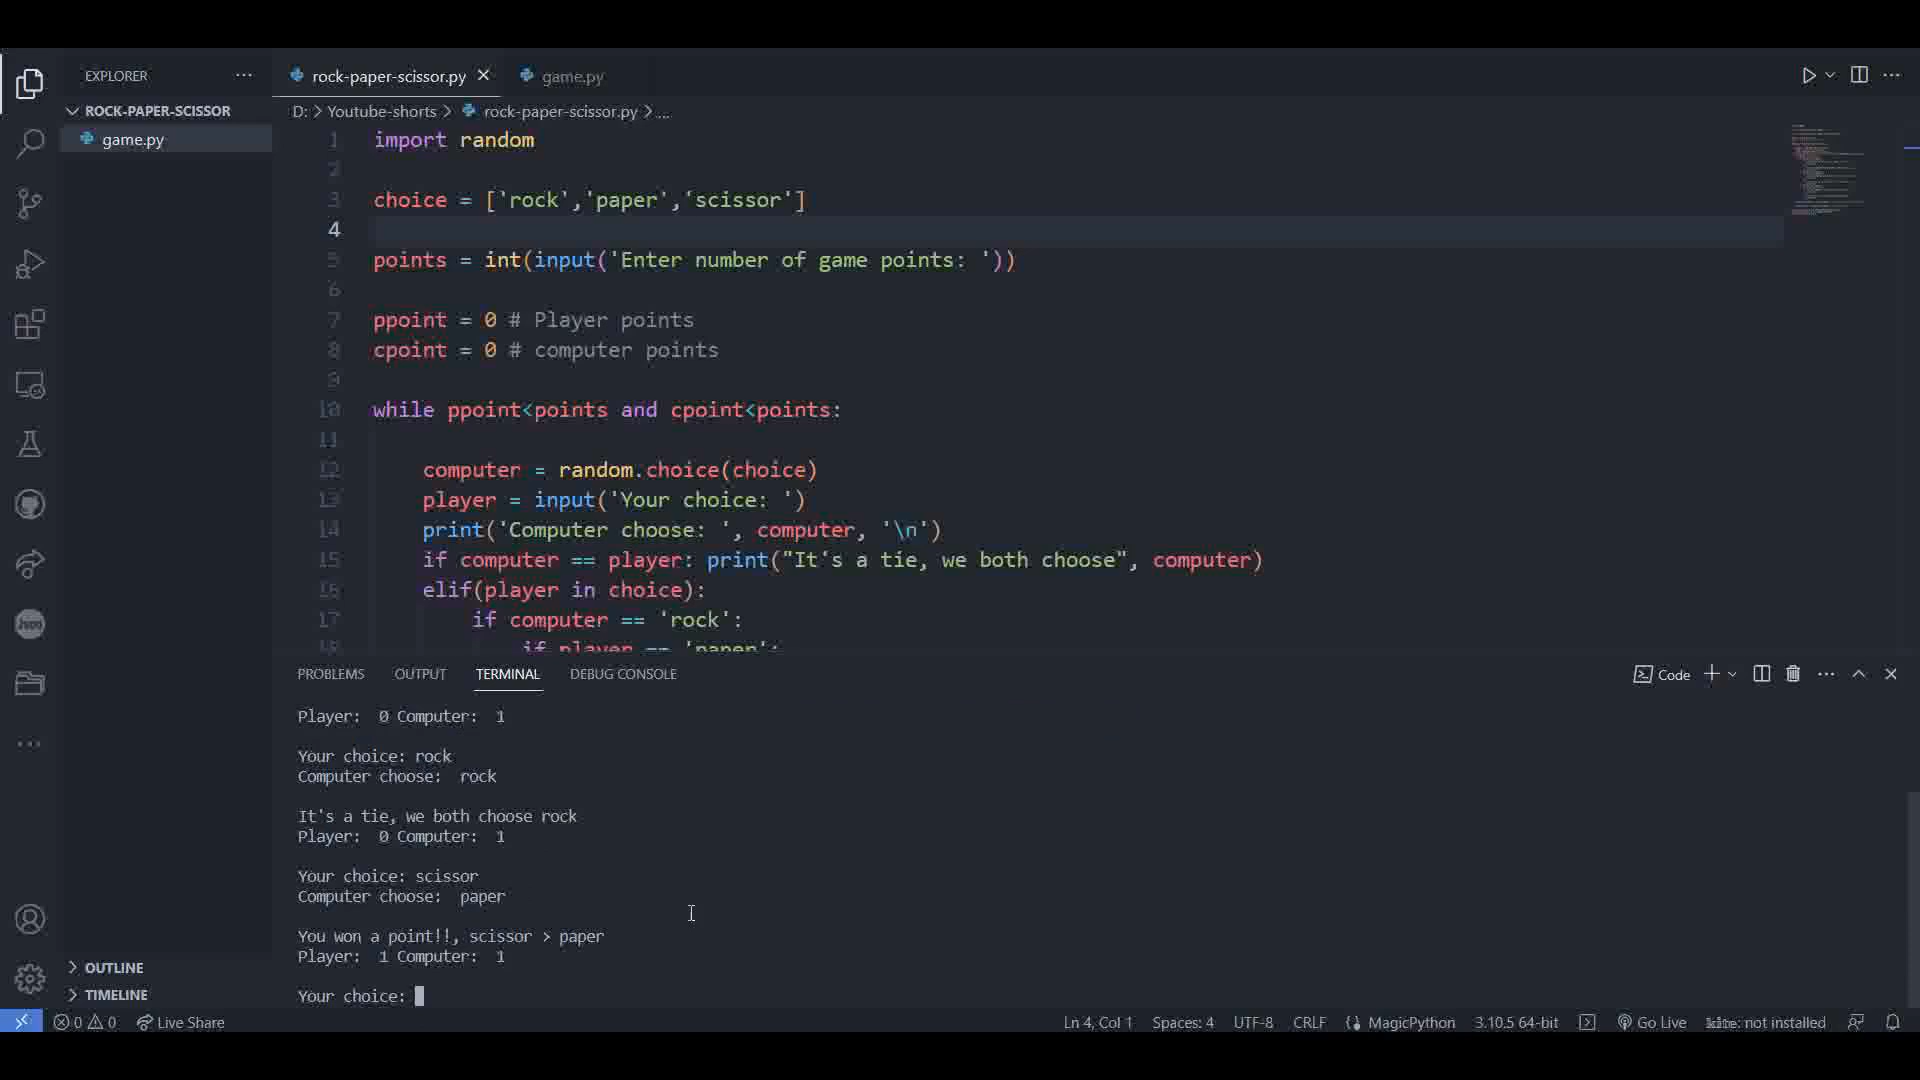 EXPLORER
ROCK-PAPER-SCISSOR
game.py
OUTLINE
TIMELINE
rock-paper-scissor.py
game.py
D: > Youtube-shorts > rock-paper-scissor.py > ...
1 import random
2
3 choice = ['rock','paper','scissor']
4
5 points = int(input('Enter number of game points: '))
6
7 ppoint = 0 # Player points
8 cpoint = 0 # computer points
9
10 while ppoint<points and cpoint<points:
11
12 computer = random.choice(choice)
13 player = input('Your choice: ')
14 print('Computer choose: ', computer, '\n')
15 if computer == player: print("It's a tie, we both choose", computer)
16 elif(player in choice):
17 if computer == 'rock':
18 if player == 'paper':
PROBLEMS OUTPUT TERMINAL DEBUG CONSOLE
Code
Player:  0 Computer:  1
Your choice: rock
Computer choose:  rock
It's a tie, we both choose rock
Player:  0 Computer:  1
Your choice: scissor
Computer choose:  paper
You won a point!!, scissor > paper
Player:  1 Computer:  1
Your choice:
0 0 Live Share
Ln 4, Col 1 Spaces: 4 UTF-8 CRLF MagicPython 3.10.5 64-bit Go Live kite: not installed